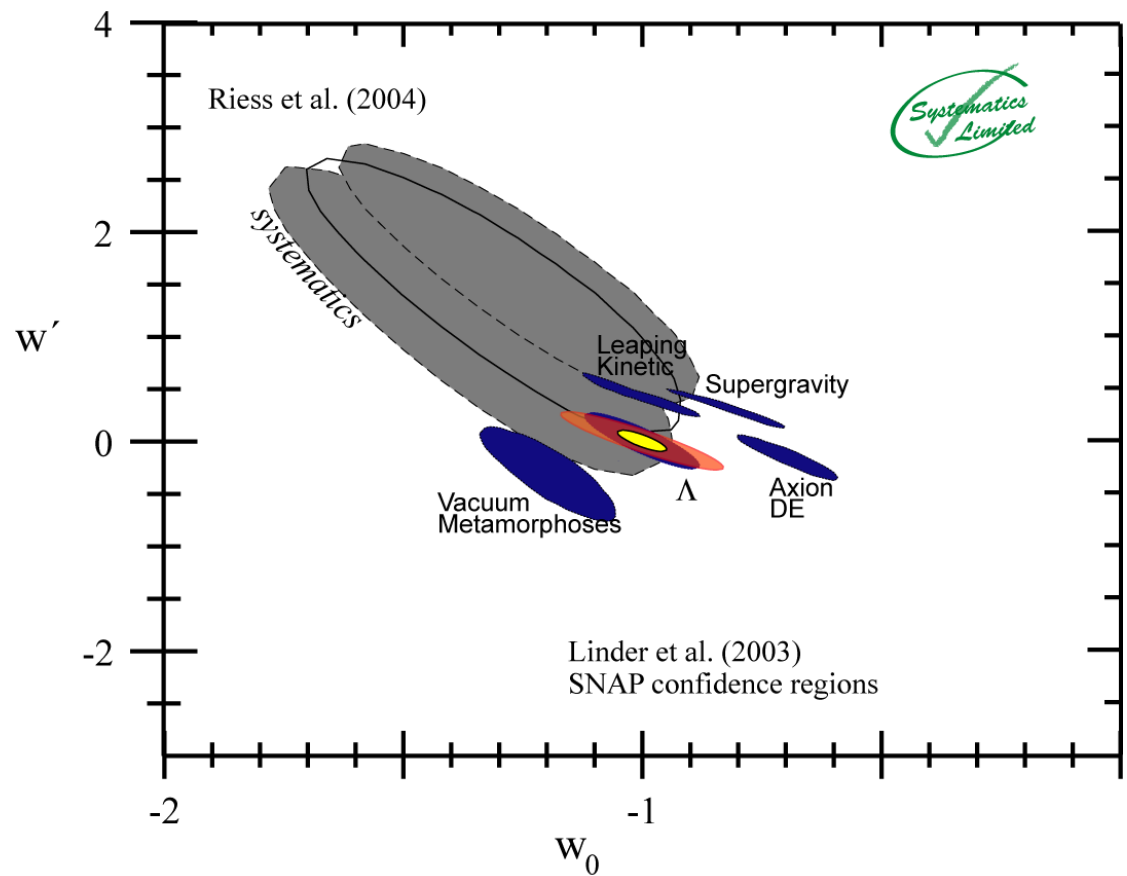 4
Riess et al. (2004)
Systematics
Limited
2
systematics
w´
Leaping
Kinetic
Supergravity
0
Λ
Axion
DE
Vacuum
Metamorphoses
-2
Linder et al. (2003)
SNAP confidence regions
-2
-1
w0